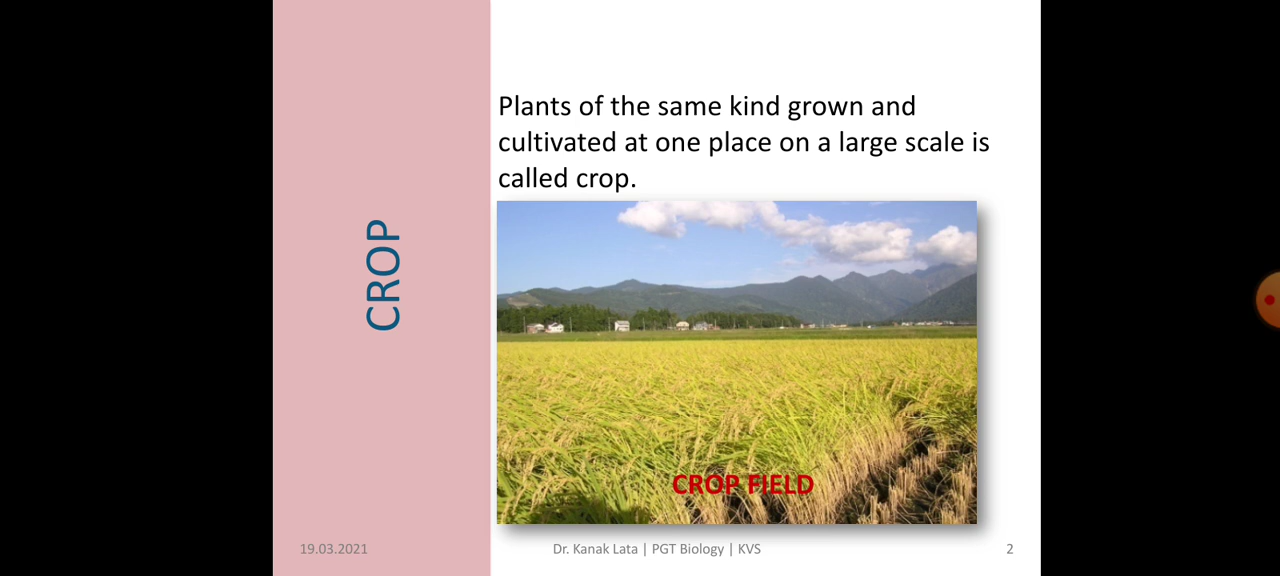 Plants of the same kind grown and
cultivated at one place on a large scale is
called crop.
CROP
CROP FIELD
19.03.2021
Dr. Kanak Lata | PGT Biology | KVS
2